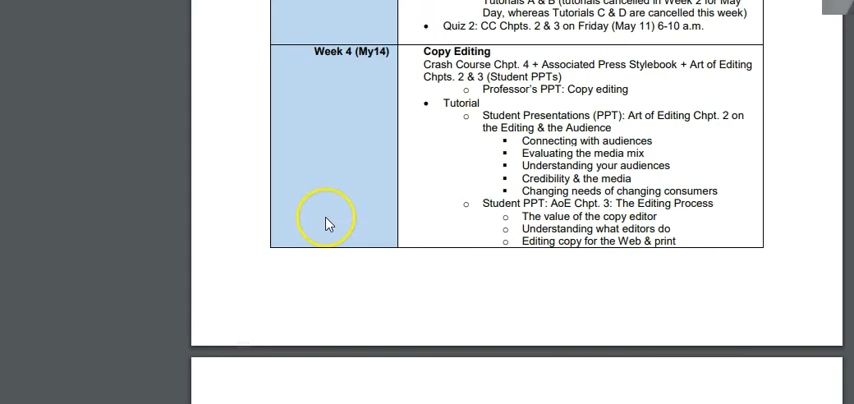 Tutorials A & B (tutorials cancelled in Week 2 for May
Day, whereas Tutorials C & D are cancelled this week)
• Quiz 2: CC Chpts. 2 & 3 on Friday (May 11) 6-10 a.m.
Week 4 (My14)
Copy Editing
Crash Course Chpt. 4 + Associated Press Stylebook + Art of Editing
Chpts. 2 & 3 (Student PPTs)
o Professor's PPT: Copy editing
• Tutorial
o Student Presentations (PPT): Art of Editing Chpt. 2 on
the Editing & the Audience
▪ Connecting with audiences
▪ Evaluating the media mix
▪ Understanding your audiences
▪ Credibility & the media
▪ Changing needs of changing consumers
o Student PPT: AoE Chpt. 3: The Editing Process
o The value of the copy editor
o Understanding what editors do
o Editing copy for the Web & print